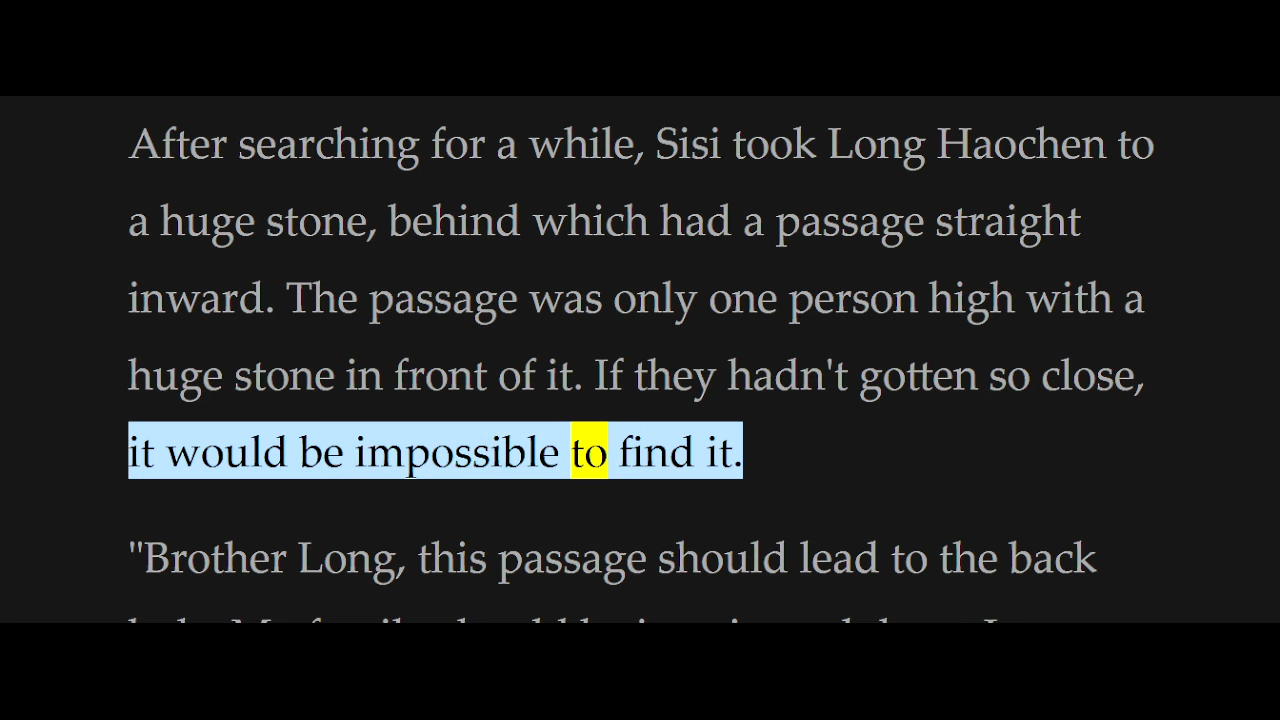 After searching for a while, Sisi took Long Haochen to
a huge stone, behind which had a passage straight
inward. The passage was only one person high with a
huge stone in front of it. If they hadn't gotten so close,
it would be impossible to find it.
"Brother Long, this passage should lead to the back